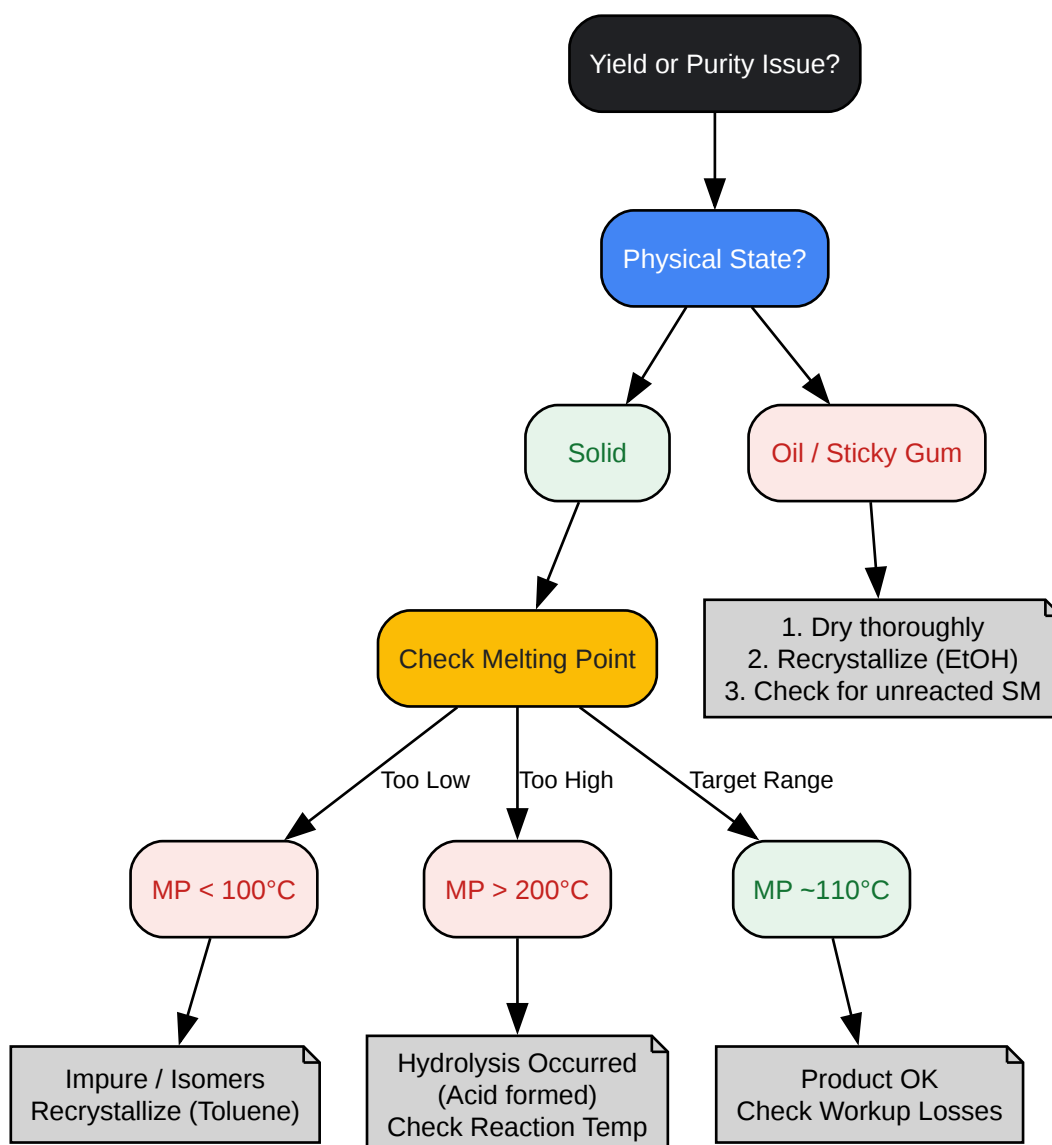 Yield or Purity Issue?
Physical State?
Solid
Oil / Sticky Gum
1. Dry thoroughly
2. Recrystallize (EtOH)
3. Check for unreacted SM
Check Melting Point
Too Low
Too High
Target Range
MP < 100°C
MP > 200°C
MP ~110°C
Impure / Isomers
Recrystallize (Toluene)
Hydrolysis Occurred
(Acid formed)
Check Reaction Temp
Product OK
Check Workup Losses